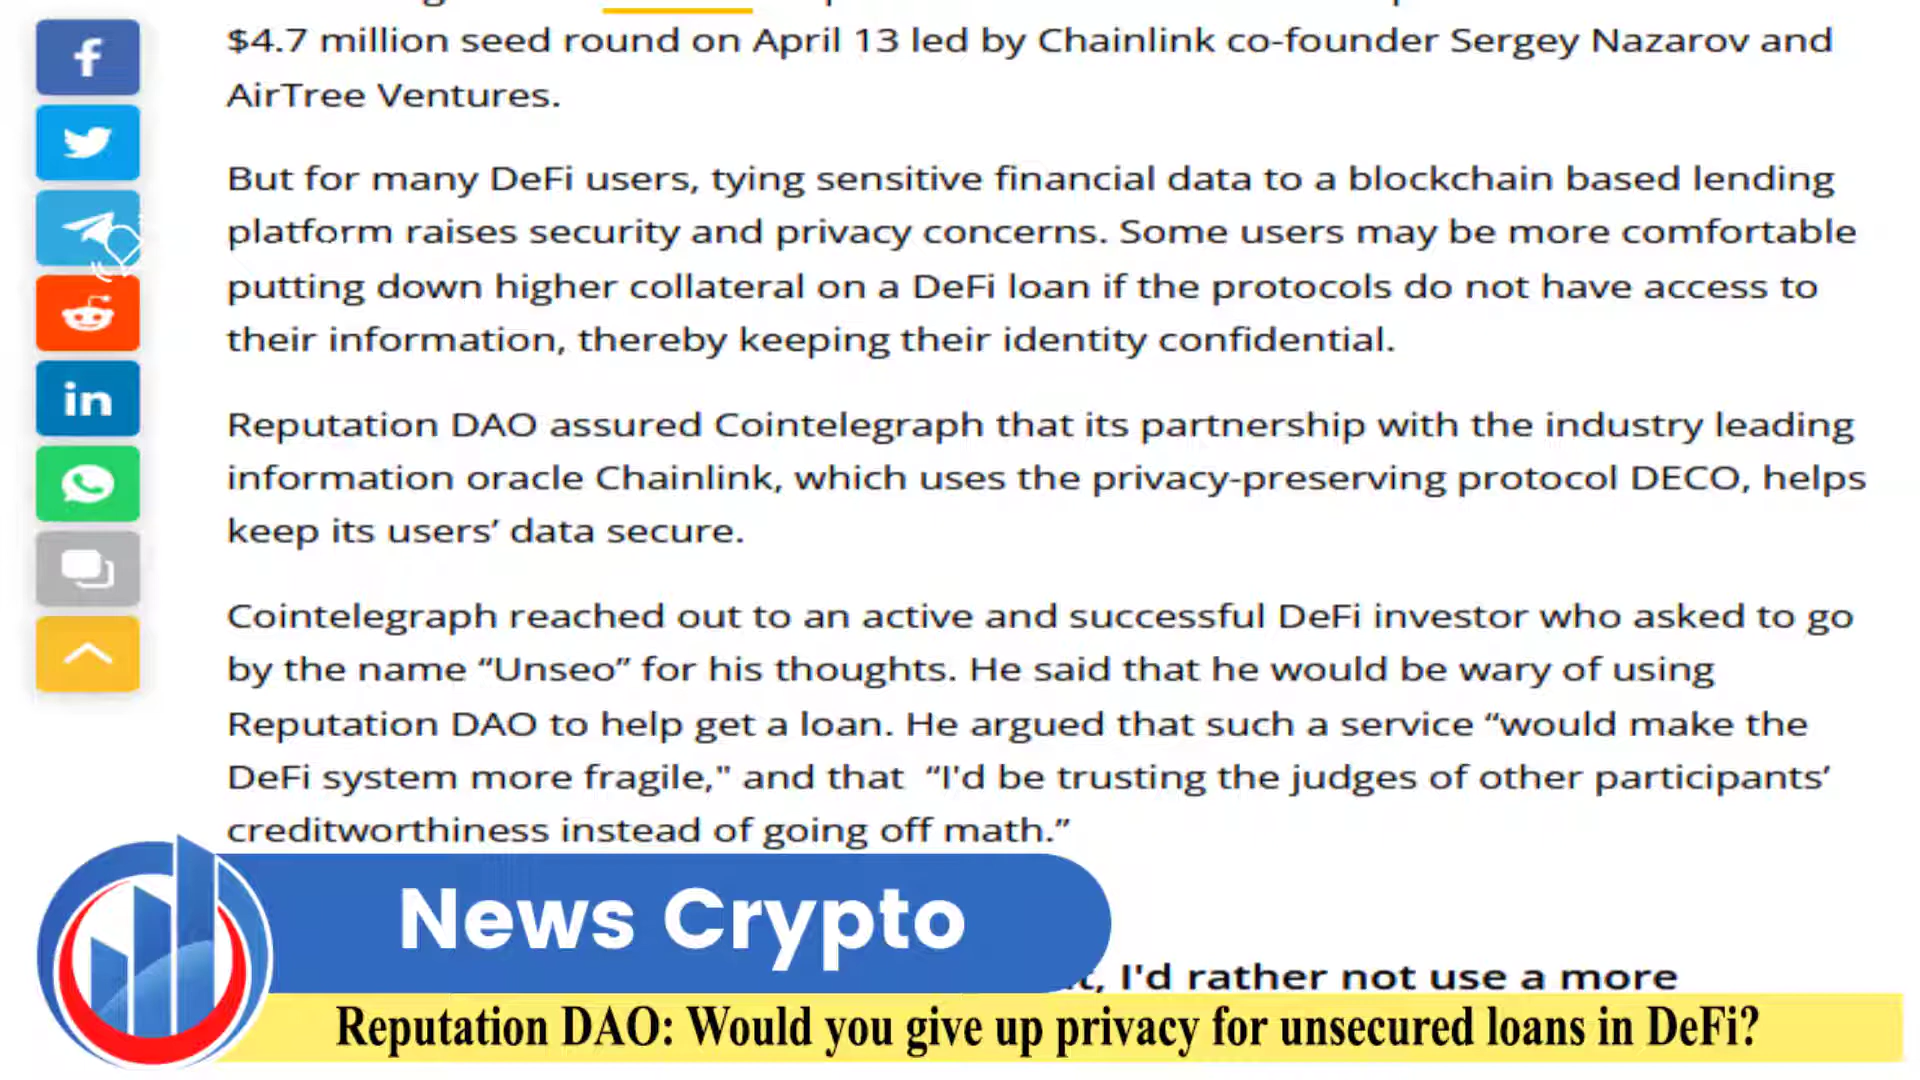 $4.7 million seed round on April 13 led by Chainlink co-founder Sergey Nazarov and
AirTree Ventures.
But for many DeFi users, tying sensitive financial data to a blockchain based lending
platform raises security and privacy concerns. Some users may be more comfortable
putting down higher collateral on a DeFi loan if the protocols do not have access to
their information, thereby keeping their identity confidential.
Reputation DAO assured Cointelegraph that its partnership with the industry leading
information oracle Chainlink, which uses the privacy-preserving protocol DECO, helps
keep its users’ data secure.
Cointelegraph reached out to an active and successful DeFi investor who asked to go
by the name “Unseo” for his thoughts. He said that he would be wary of using
Reputation DAO to help get a loan. He argued that such a service “would make the
DeFi system more fragile," and that “I'd be trusting the judges of other participants’
creditworthiness instead of going off math.”
News Crypto
I'd rather not use a more
Reputation DAO: Would you give up privacy for unsecured loans in DeFi?
f
in